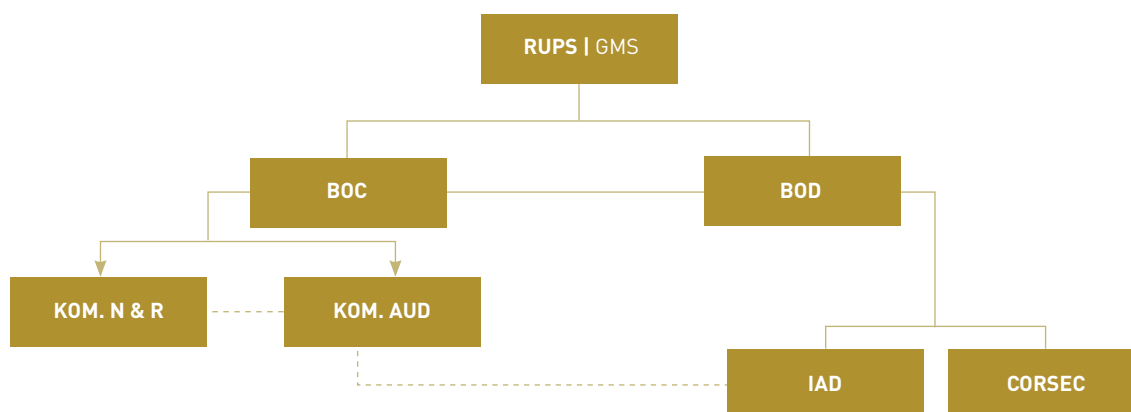 RUPS | GMS
BOC
BOD
KOM. N & R
KOM. AUD
IAD
CORSEC